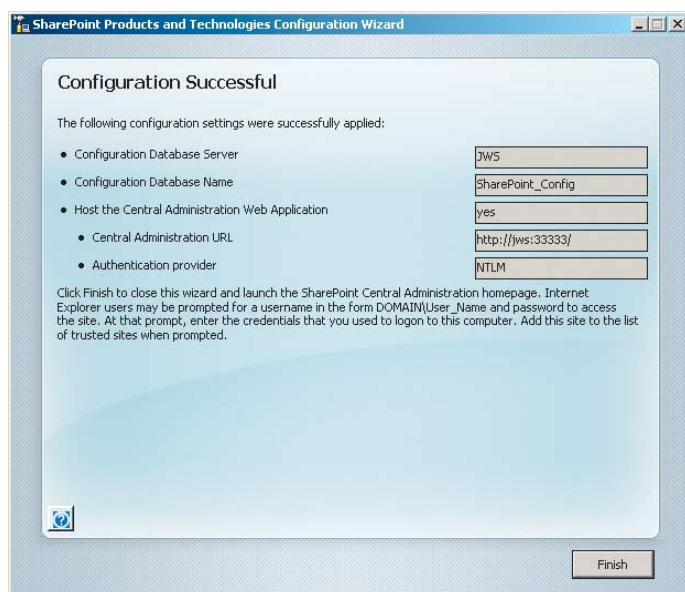 SharePoint Products and Technologies Configuration Wizard
Configuration Successful
The following configuration settings were successfully applied:
Configuration Database Server JWS
Configuration Database Name SharePoint_Config
Host the Central Administration Web Application yes
Central Administration URL http://jws:33333/
Authentication provider NTLM
Click Finish to close this wizard and launch the SharePoint Central Administration homepage. Internet
Explorer users may be prompted for a username in the form DOMAIN\User_Name and password to access
the site. At that prompt, enter the credentials that you used to logon to this computer. Add this site to the list
of trusted sites when prompted.
Finish